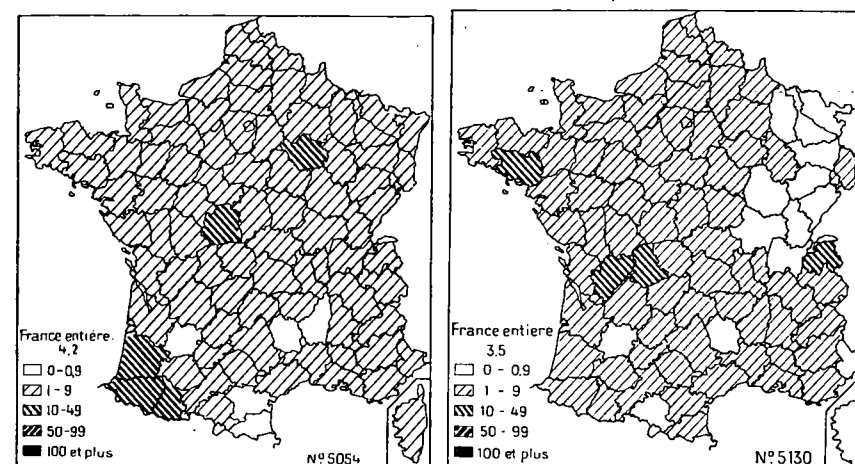 France entière.
4,2
0-0,9
1-9
10-49
50-99
100 et plus
Nº 5054
France entiere
3.5
0 - 0,9
1 - 9
10 - 49
50 - 99
100 et plus
Nº 5130